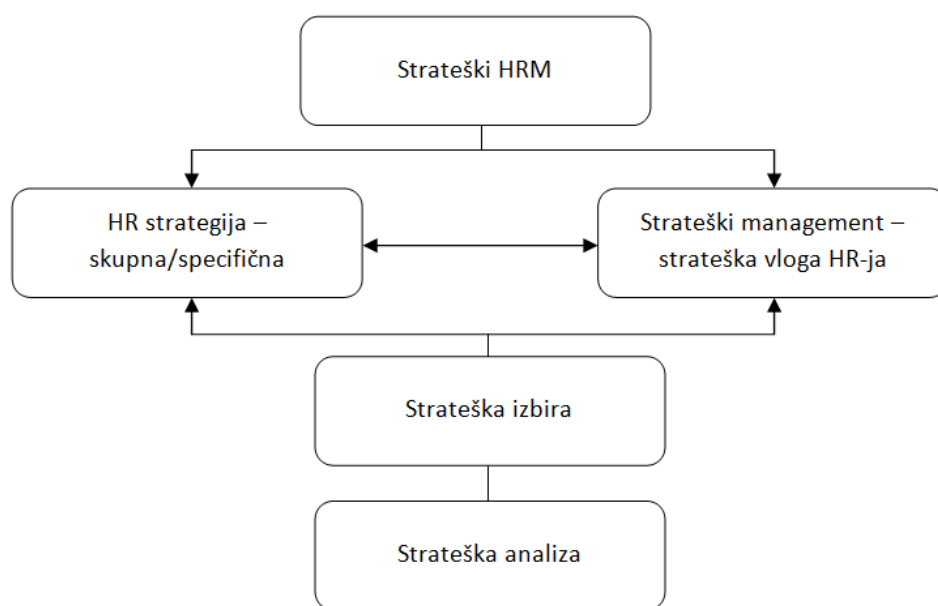 Strateški HRM
HR strategija –
skupna/specifična
Strateški management –
strateška vloga HR-ja
Strateška izbira
Strateška analiza